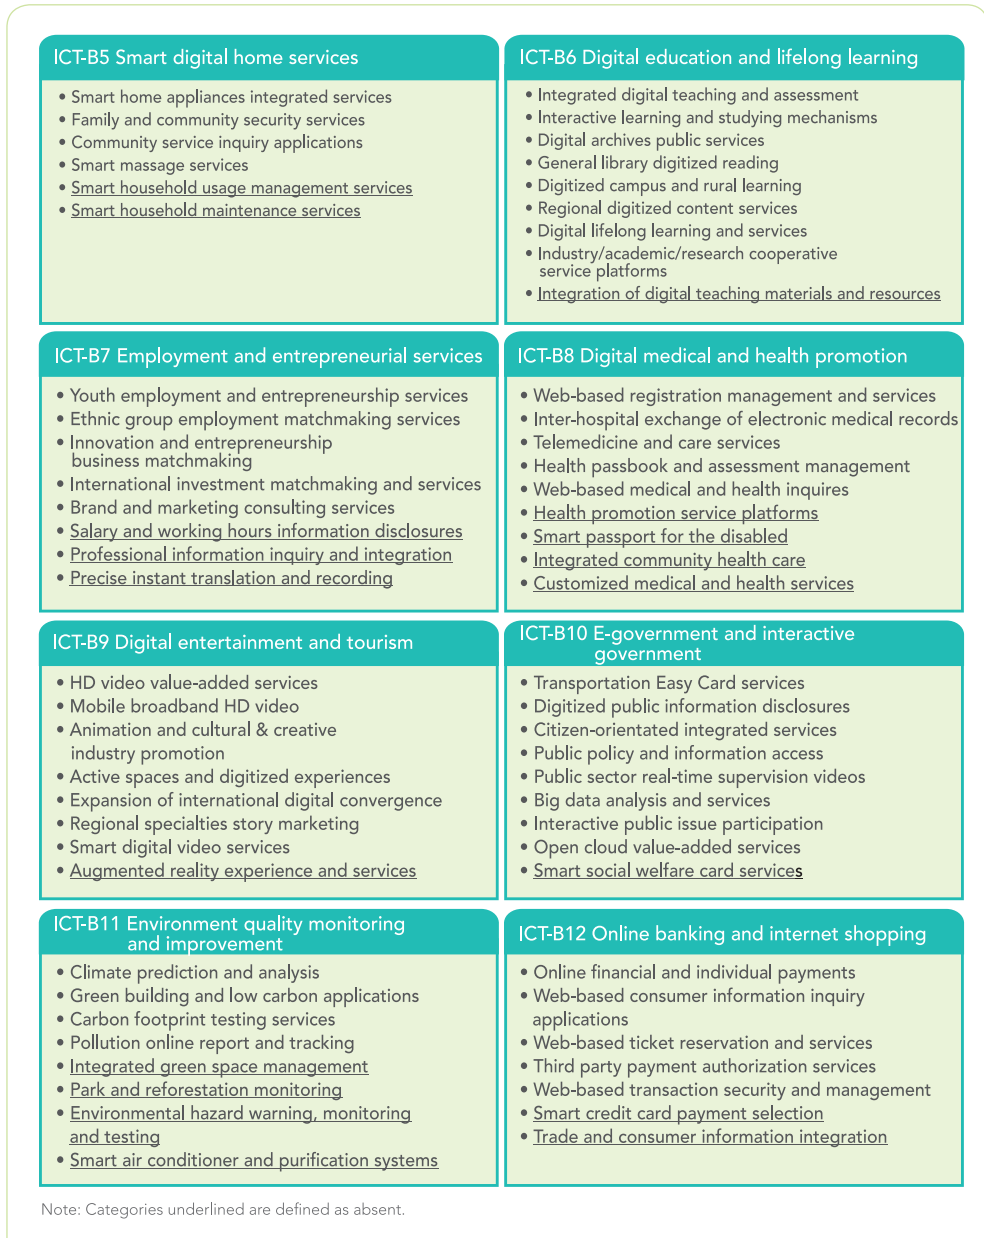 ICT-B5 Smart digital home services
• Smart home appliances integrated services
• Family and community security services
• Community service inquiry applications
• Smart massage services
• Smart household usage management services
• Smart household maintenance services
ICT-B6 Digital education and lifelong learning
• Integrated digital teaching and assessment
• Interactive learning and studying mechanisms
• Digital archives public services
• General library digitized reading
• Digitized campus and rural learning
• Regional digitized content services
• Digital lifelong learning and services
• Industry/academic/research cooperative
service platforms
• Integration of digital teaching materials and resources
ICT-B7 Employment and entrepreneurial services
• Youth employment and entrepreneurship services
• Ethnic group employment matchmaking services
• Innovation and entrepreneurship
business matchmaking
• International investment matchmaking and services
• Brand and marketing consulting services
• Salary and working hours information disclosures
• Professional information inquiry and integration
• Precise instant translation and recording
ICT-B8 Digital medical and health promotion
• Web-based registration management and services
• Inter-hospital exchange of electronic medical records
• Telemedicine and care services
• Health passbook and assessment management
• Web-based medical and health inquires
• Health promotion service platforms
• Smart passport for the disabled
• Integrated community health care
• Customized medical and health services
ICT-B9 Digital entertainment and tourism
• HD video value-added services
• Mobile broadband HD video
• Animation and cultural & creative
industry promotion
• Active spaces and digitized experiences
• Expansion of international digital convergence
• Regional specialties story marketing
• Smart digital video services
• Augmented reality experience and services
ICT-B10 E-government and interactive
government
• Transportation Easy Card services
• Digitized public information disclosures
• Citizen-orientated integrated services
• Public policy and information access
• Public sector real-time supervision videos
• Big data analysis and services
• Interactive public issue participation
• Open cloud value-added services
• Smart social welfare card services
ICT-B11 Environment quality monitoring
and improvement
• Climate prediction and analysis
• Green building and low carbon applications
• Carbon footprint testing services
• Pollution online report and tracking
• Integrated green space management
• Park and reforestation monitoring
• Environmental hazard warning, monitoring
and testing
• Smart air conditioner and purification systems
ICT-B12 Online banking and internet shopping
• Online financial and individual payments
• Web-based consumer information inquiry
applications
• Web-based ticket reservation and services
• Third party payment authorization services
• Web-based transaction security and management
• Smart credit card payment selection
• Trade and consumer information integration
Note: Categories underlined are defined as absent.